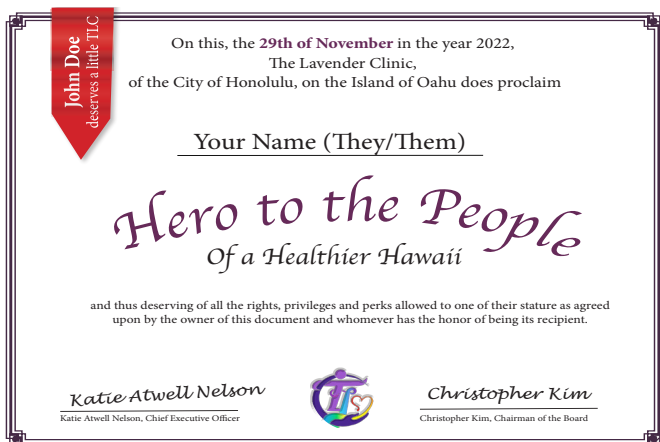 John Doe
deserves a little TLC
On this, the 29th of November in the year 2022,
The Lavender Clinic,
of the City of Honolulu, on the Island of Oahu does proclaim
Your Name (They/Them)
Hero to the People
Of a Healthier Hawaii
and thus deserving of all the rights, privileges and perks allowed to one of their stature as agreed
upon by the owner of this document and whomever has the honor of being its recipient.
Katie Atwell Nelson
Katie Atwell Nelson, Chief Executive Officer
TLC
Christopher Kim
Christopher Kim, Chairman of the Board